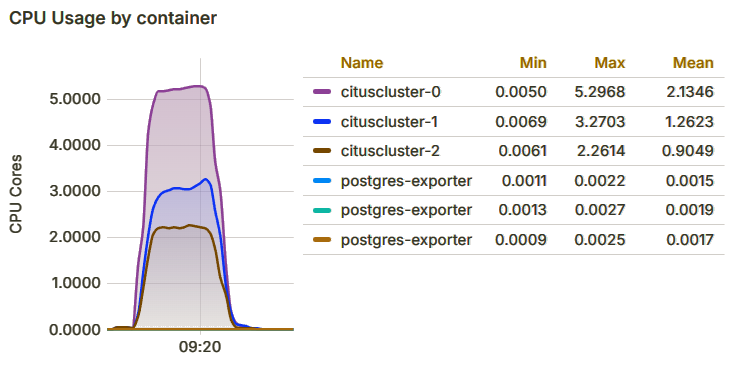 CPU Usage by container
CPU Cores
5.0000
4.0000
3.0000
2.0000
1.0000
0.0000
09:20
Name Min Max Mean
cituscluster-0 0.0050 5.2968 2.1346
cituscluster-1 0.0069 3.2703 1.2623
cituscluster-2 0.0061 2.2614 0.9049
postgres-exporter 0.0011 0.0022 0.0015
postgres-exporter 0.0013 0.0027 0.0019
postgres-exporter 0.0009 0.0025 0.0017